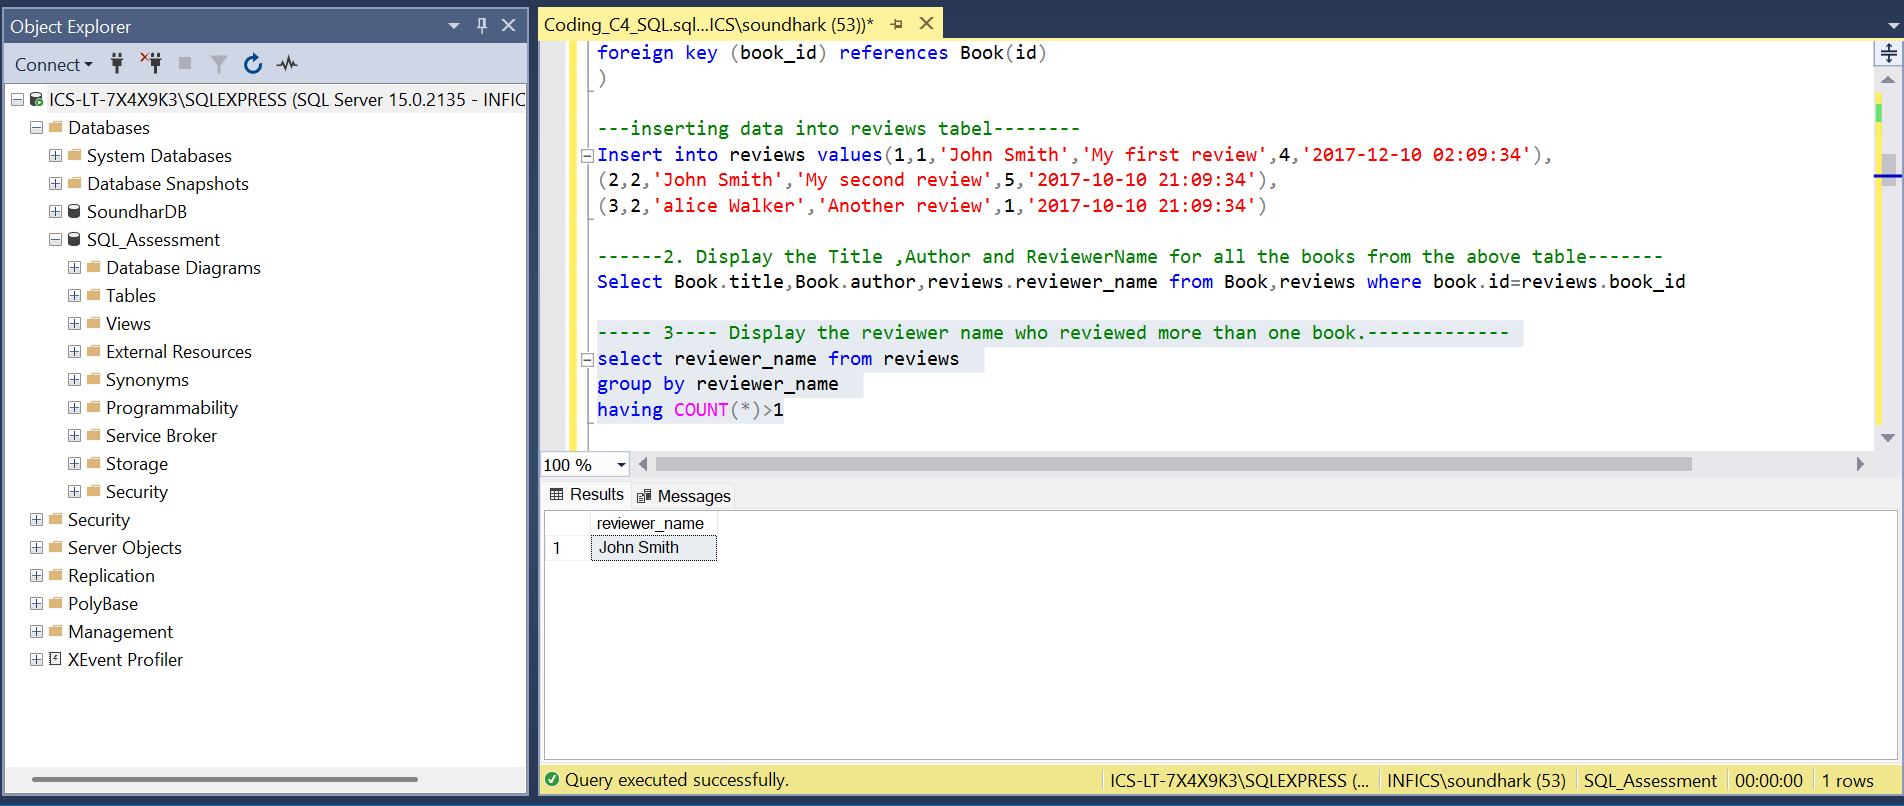 Object Explorer
Connect
ICS-LT-7X4X9K3\SQLEXPRESS (SQL Server 15.0.2135 - INFIC
Databases
System Databases
Database Snapshots
SoundharDB
SQL_Assessment
Database Diagrams
Tables
Views
External Resources
Synonyms
Programmability
Service Broker
Storage
Security
Security
Server Objects
Replication
PolyBase
Management
XEvent Profiler
Coding_C4_SQL.sql...ICS\soundhark (53))*
foreign key (book_id) references Book(id)
)
---inserting data into reviews tabel--------
Insert into reviews values(1,1,'John Smith','My first review',4,'2017-12-10 02:09:34'),
(2,2,'John Smith','My second review',5,'2017-10-10 21:09:34'),
(3,2,'alice Walker','Another review',1,'2017-10-10 21:09:34')
------2. Display the Title ,Author and ReviewerName for all the books from the above table-------
Select Book.title,Book.author,reviews.reviewer_name from Book,reviews where book.id=reviews.book_id
----- 3---- Display the reviewer name who reviewed more than one book.-------------
select reviewer_name from reviews
group by reviewer_name
having COUNT(*)>1
100 %
Results Messages
reviewer_name
1 John Smith
Query executed successfully. ICS-LT-7X4X9K3\SQLEXPRESS (... INFICS\soundhark (53) SQL_Assessment 00:00:00 1 rows